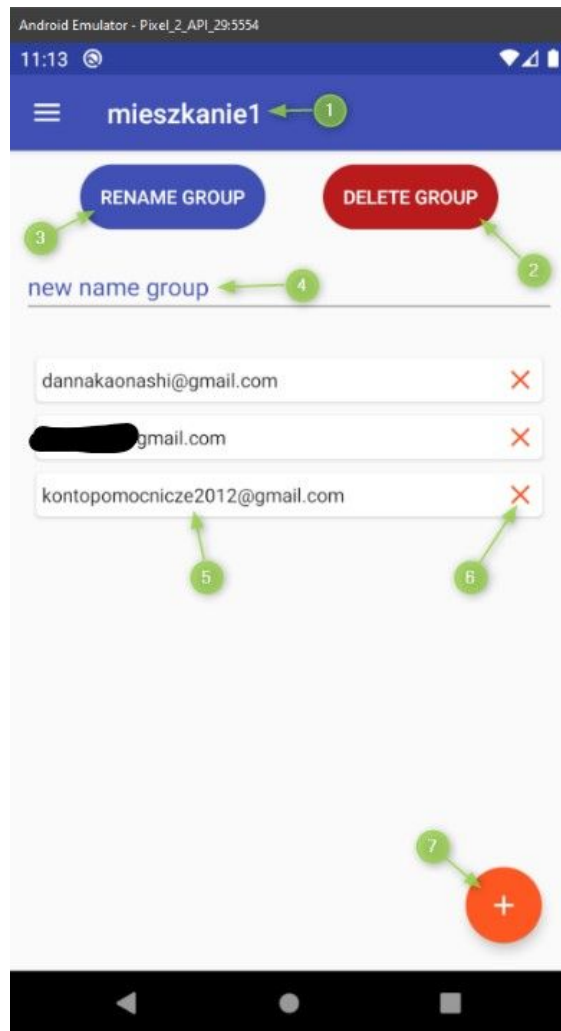 Android Emulator - Pixel_2_API_29:5554
11:13
mieszkanie1 1
RENAME GROUP DELETE GROUP
3 2
new name group 4
dannakaonashi@gmail.com
gmail.com
kontopomocnicze2012@gmail.com
5 6
7
+